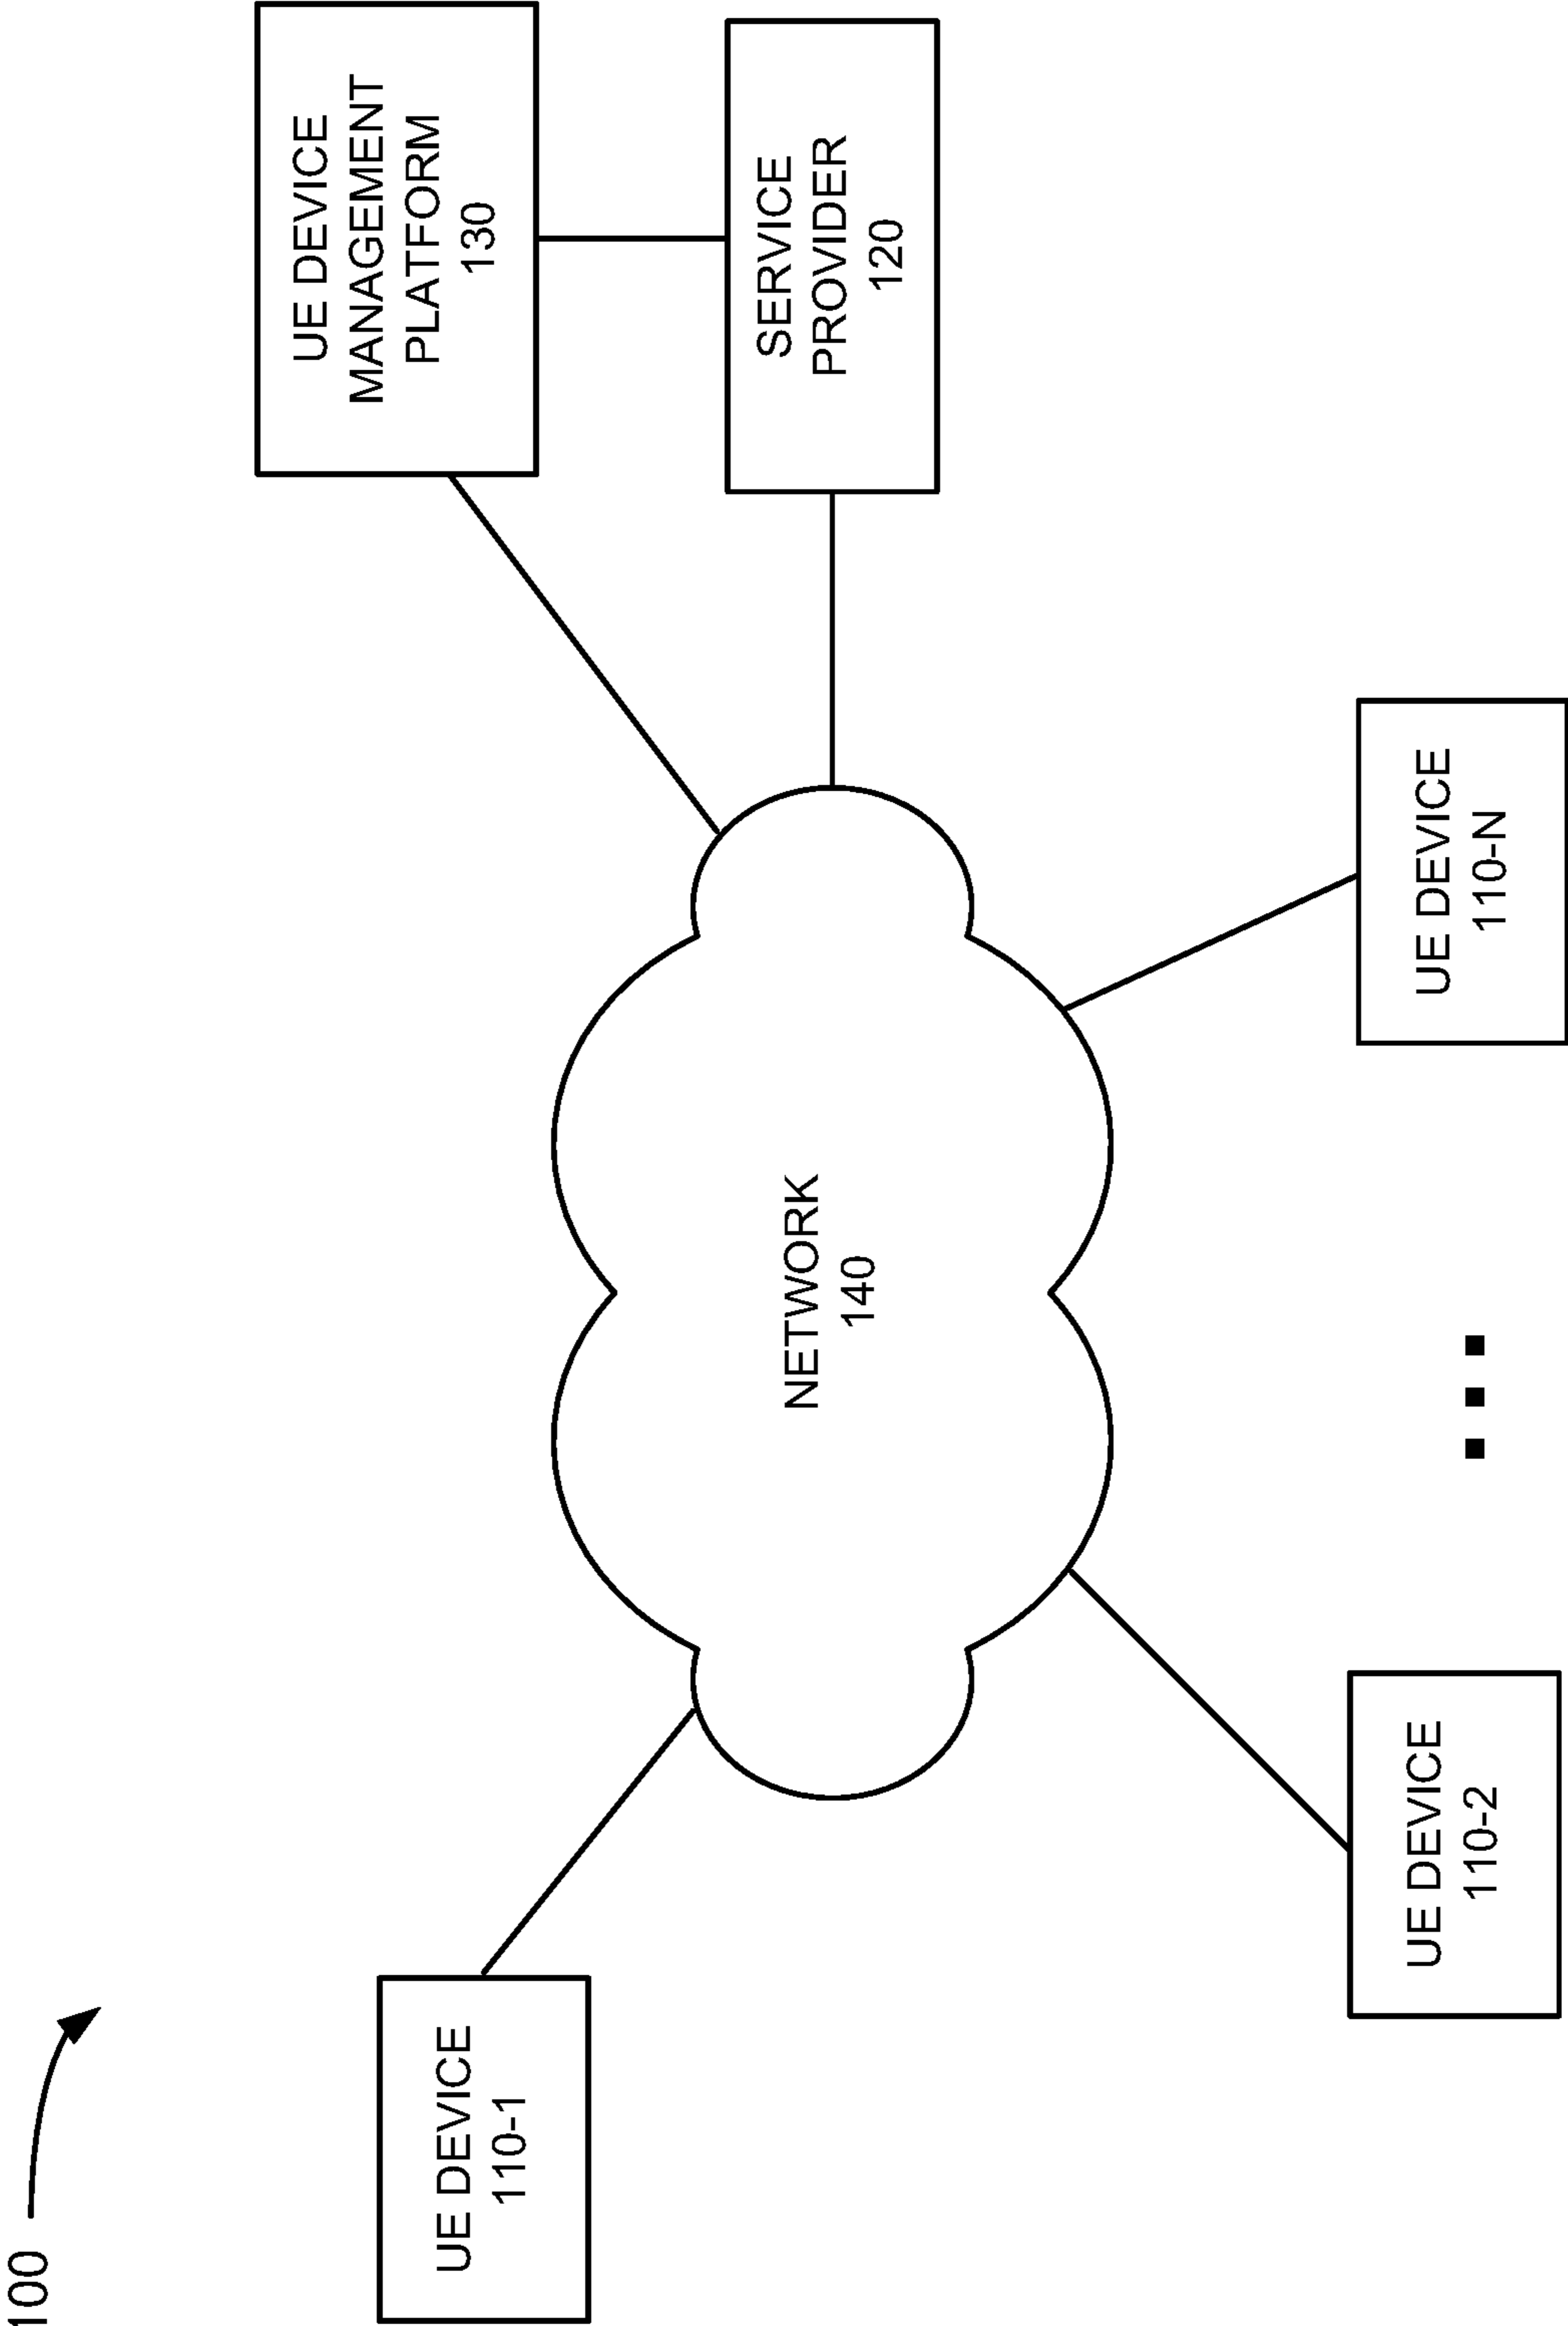 100
UE DEVICE
110-1
UE DEVICE
MANAGEMENT
PLATFORM
130
NETWORK
140
SERVICE
PROVIDER
120
UE DEVICE
110-2
UE DEVICE
110-N